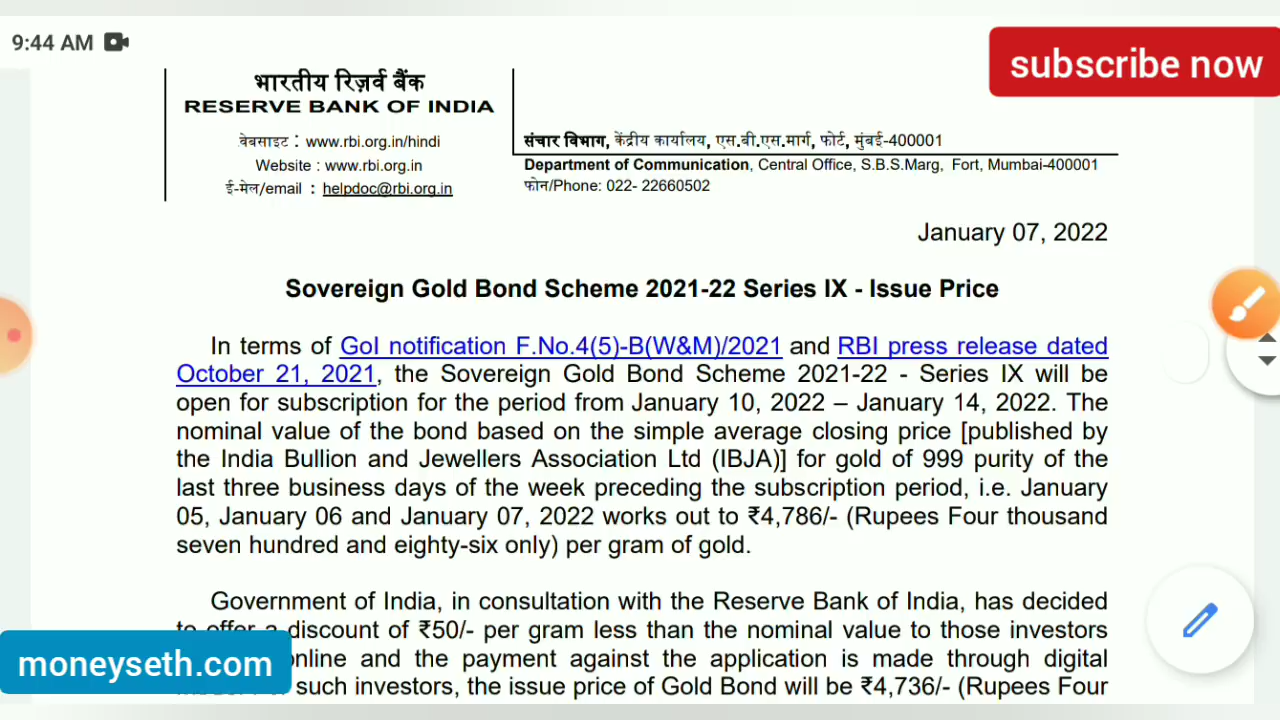 9:44 AM
subscribe now
भारतीय रिज़र्व बैंक
RESERVE BANK OF INDIA
वेबसाइट : www.rbi.org.in/hindi
Website : www.rbi.org.in
ई-मेल/email : helpdoc@rbi.org.in
संचार विभाग, केंद्रीय कार्यालय, एस.बी.एस.मार्ग, फोर्ट, मुंबई-400001
Department of Communication, Central Office, S.B.S.Marg, Fort, Mumbai-400001
फोन/Phone: 022- 22660502
January 07, 2022
Sovereign Gold Bond Scheme 2021-22 Series IX - Issue Price
In terms of GoI notification F.No.4(5)-B(W&M)/2021 and RBI press release dated
October 21, 2021, the Sovereign Gold Bond Scheme 2021-22 - Series IX will be
open for subscription for the period from January 10, 2022 – January 14, 2022. The
nominal value of the bond based on the simple average closing price [published by
the India Bullion and Jewellers Association Ltd (IBJA)] for gold of 999 purity of the
last three business days of the week preceding the subscription period, i.e. January
05, January 06 and January 07, 2022 works out to ₹4,786/- (Rupees Four thousand
seven hundred and eighty-six only) per gram of gold.
Government of India, in consultation with the Reserve Bank of India, has decided
to offer a discount of ₹50/- per gram less than the nominal value to those investors
nline and the payment against the application is made through digital
such investors, the issue price of Gold Bond will be ₹4,736/- (Rupees Four
moneyseth.com